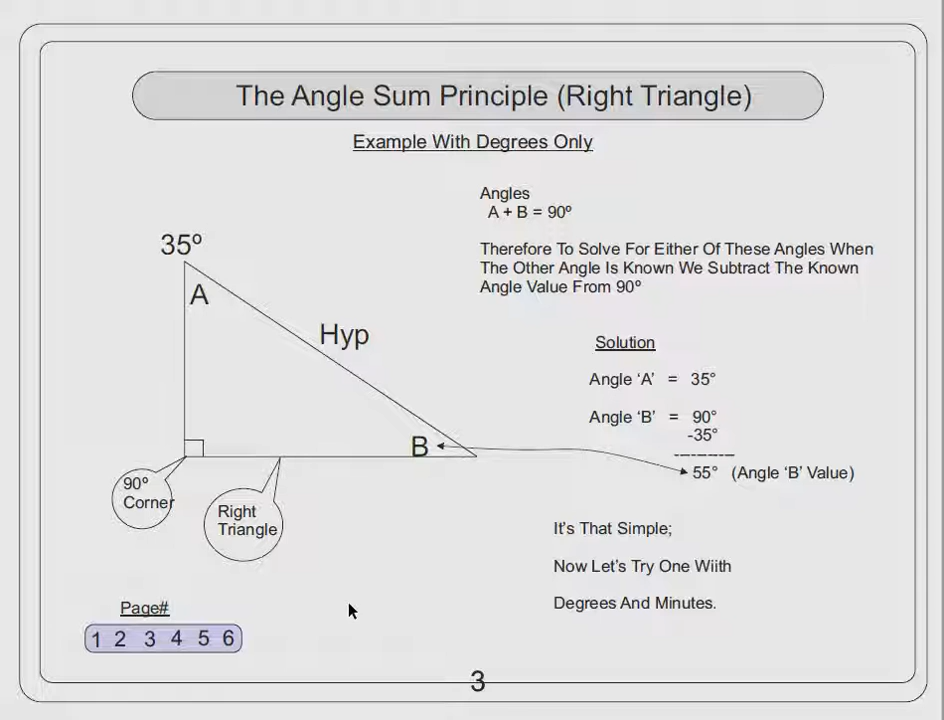 The Angle Sum Principle (Right Triangle)
Example With Degrees Only
Angles
A + B = 90º
Therefore To Solve For Either Of These Angles When
The Other Angle Is Known We Subtract The Known
Angle Value From 90º
35º
A
Hyp
B
90º
Corner
Right
Triangle
Solution
Angle ‘A’ = 35°
Angle ‘B’ = 90°
-35°
-------------
55° (Angle ‘B’ Value)
It's That Simple;
Now Let's Try One Wiith
Degrees And Minutes.
Page#
1 2 3 4 5 6
3